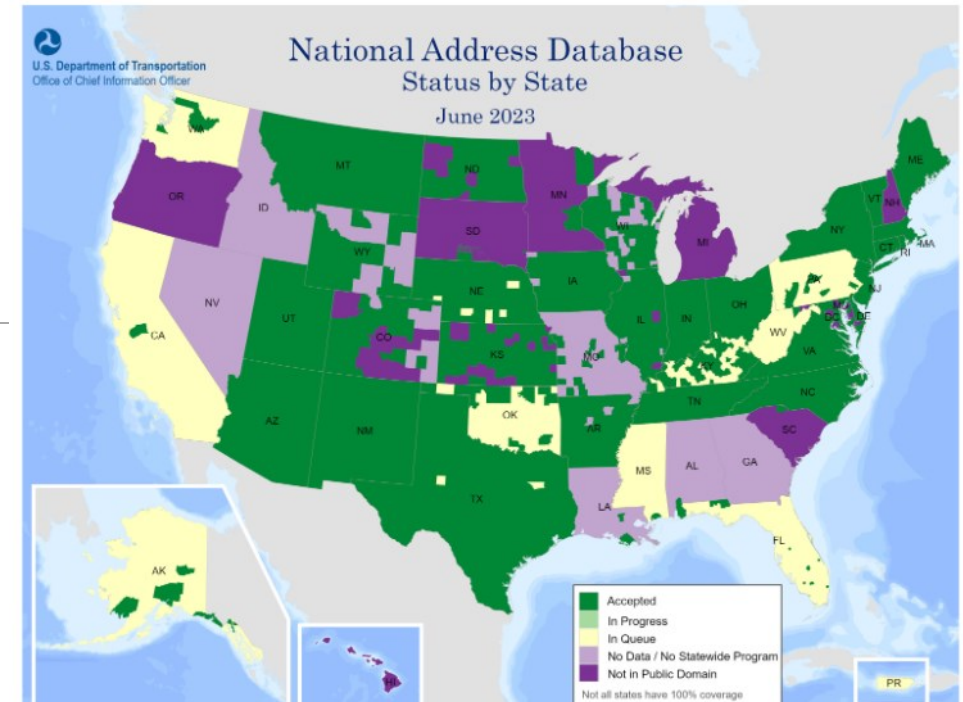 U.S. Department of Transportation
Office of Chief Information Officer
National Address Database
Status by State
June 2023
WA
MT
ND
MN
ME
OR
ID
SD
WI
MI
VT
NH
NY
WY
MA
CT
RI
NV
NE
IA
PA
NJ
UT
IL
IN
OH
MD
DE
DC
CA
CO
KS
MO
WV
KY
VA
AZ
NM
OK
AR
TN
NC
SC
TX
MS
AL
GA
LA
FL
AK
HI
PR
Accepted
In Progress
In Queue
No Data / No Statewide Program
Not in Public Domain
Not all states have 100% coverage